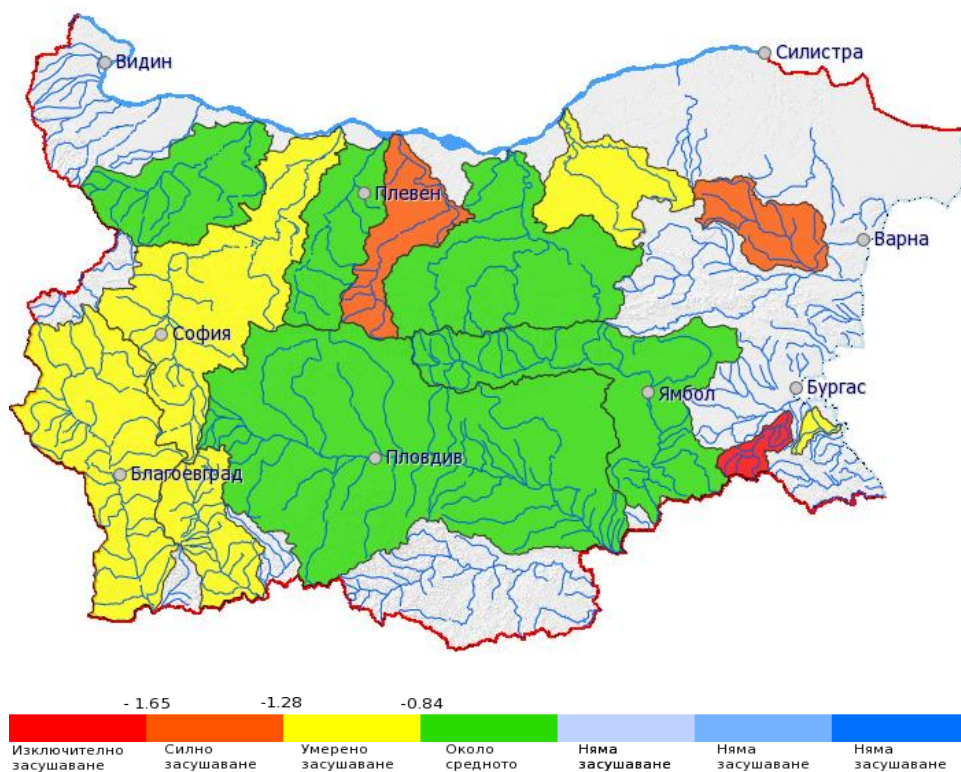 Видин
Силистра
Плевен
Варна
София
Ямбол
Бургас
Пловдив
Благоевград
- 1.65
-1.28
-0.84
Изключително засушаване
Силно засушаване
Умерено засушаване
Около средното
Няма засушаване
Няма засушаване
Няма засушаване